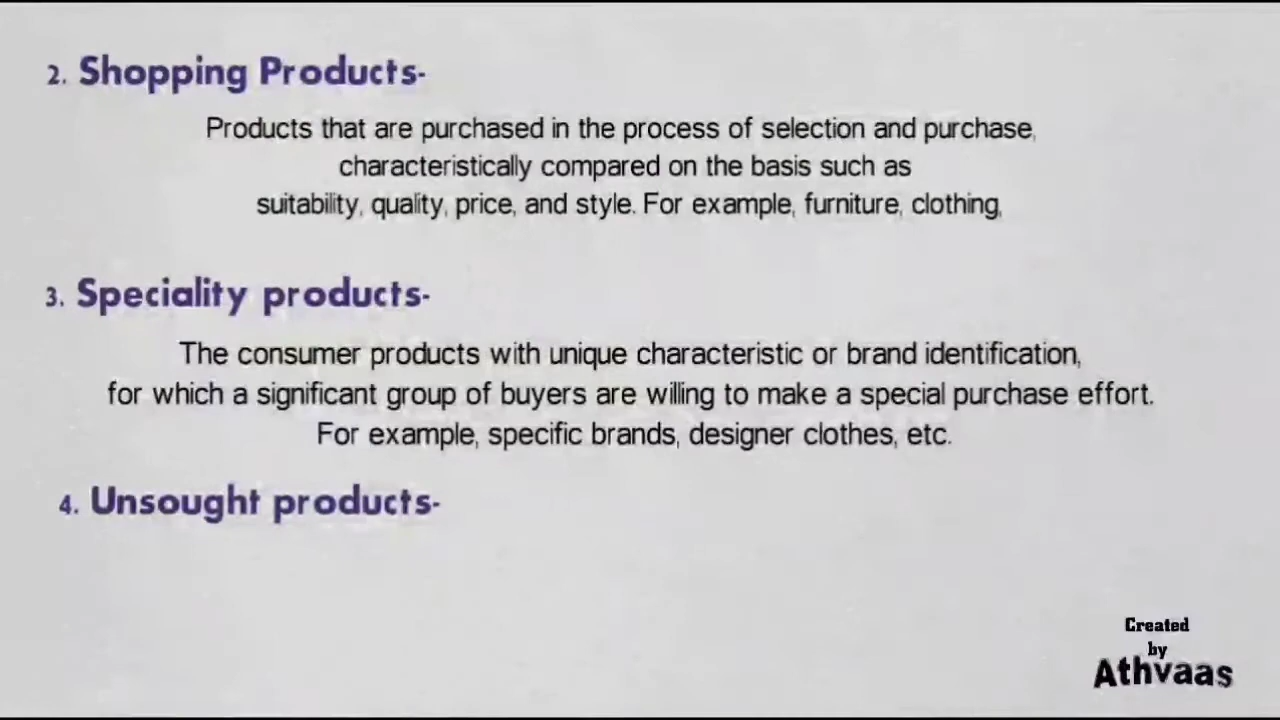 2. Shopping Products-
Products that are purchased in the process of selection and purchase,
characteristically compared on the basis such as
suitability, quality, price, and style. For example, furniture, clothing,
3. Speciality products-
The consumer products with unique characteristic or brand identification,
for which a significant group of buyers are willing to make a special purchase effort.
For example, specific brands, designer clothes, etc.
4. Unsought products-
Created
by
Athvaas